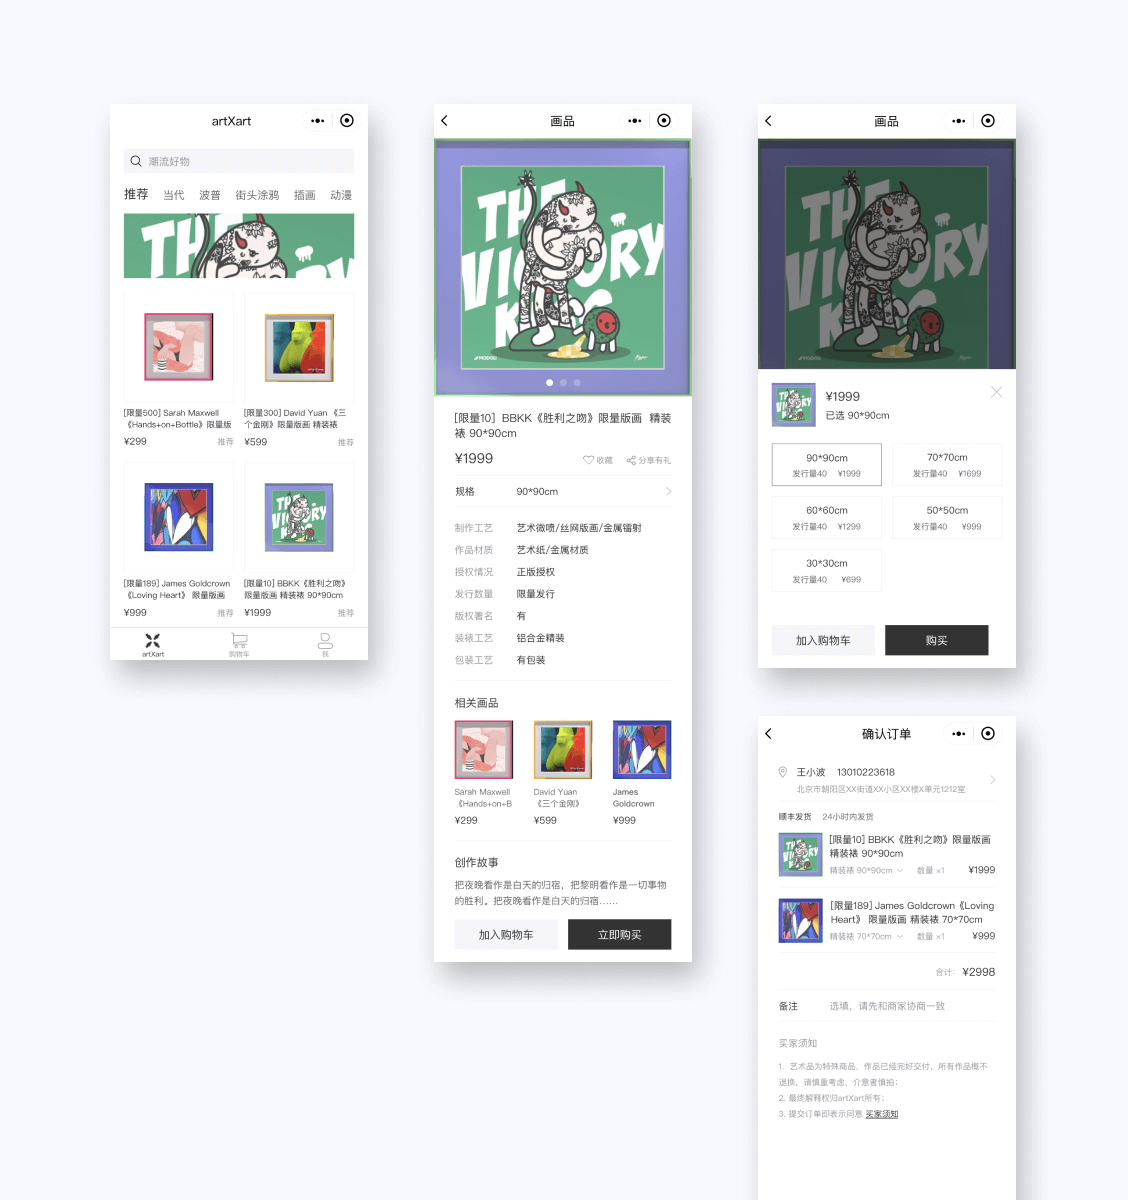 artXart
潮流好物
推荐 当代 波普 街头涂鸦 插画 动漫
[限量500] Sarah Maxwell
《Hands+on+Bottle》限量版
¥299 推荐
[限量300] David Yuan 《三
个金刚》限量版画 精装裱
¥599 推荐
[限量189] James Goldcrown
《Loving Heart》 限量版画
¥999 推荐
[限量10] BBKK《胜利之吻》
限量版画 精装裱 90*90cm
¥1999 推荐
artXart 购物车 我
画品
THE
VICTORY
[限量10] BBKK《胜利之吻》限量版画 精装
裱 90*90cm
¥1999 收藏 分享有礼
规格 90*90cm
制作工艺 艺术微喷/丝网版画/金属镭射
作品材质 艺术纸/金属材质
授权情况 正版授权
发行数量 限量发行
版权署名 有
装裱工艺 铝合金精装
包装工艺 有包装
相关画品
Sarah Maxwell
《Hands+on+B
¥299
David Yuan
《三个金刚》
¥599
James
Goldcrown
¥999
创作故事
把夜晚看作是白天的归宿，把黎明看作是一切事物
的胜利。把夜晚看作是白天的归宿……
加入购物车 立即购买
画品
THE
VICTORY
¥1999
已选 90*90cm
90*90cm
发行量40 ¥1999
70*70cm
发行量40 ¥1699
60*60cm
发行量40 ¥1299
50*50cm
发行量40 ¥999
30*30cm
发行量40 ¥699
加入购物车 购买
确认订单
王小波 13010223618
北京市朝阳区XX街道XX小区XX楼X单元1212室
顺丰发货 24小时内发货
[限量10] BBKK《胜利之吻》限量版画
精装裱 90*90cm
精装裱 90*90cm 数量 ×1 ¥1999
[限量189] James Goldcrown《Loving
Heart》 限量版画 精装裱 70*70cm
精装裱 70*70cm 数量 ×1 ¥999
合计： ¥2998
备注 选填，请先和商家协商一致
买家须知
1. 艺术品为特殊商品，作品已经完好交付，所有作品概不
退换，请慎重考虑，介意者慎拍；
2. 最终解释权归artXart所有；
3. 提交订单即表示同意 买家须知